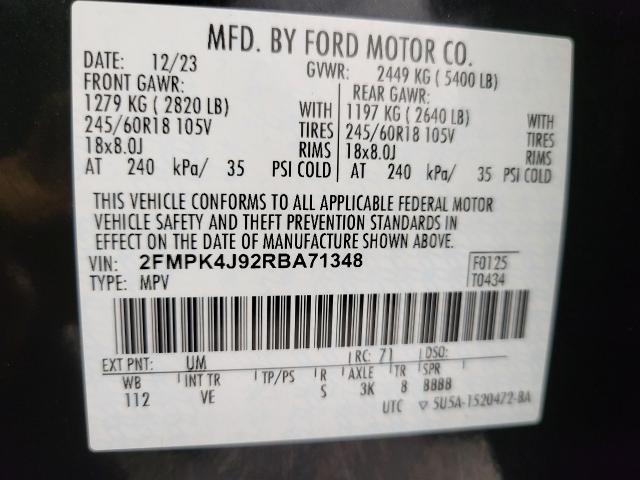 MFD. BY FORD MOTOR CO.
DATE: 12/23 GVWR: 2449 KG (5400 LB)
FRONT GAWR: REAR GAWR:
1279 KG (2820 LB) WITH 1197 KG (2640 LB) WITH
245/60R18 105V TIRES 245/60R18 105V TIRES
18x8.0J RIMS 18x8.0J RIMS
AT 240 kPa/ 35 PSI COLD AT 240 kPa/ 35 PSI COLD
THIS VEHICLE CONFORMS TO ALL APPLICABLE FEDERAL MOTOR
VEHICLE SAFETY AND THEFT PREVENTION STANDARDS IN
EFFECT ON THE DATE OF MANUFACTURE SHOWN ABOVE.
VIN: 2FMPK4J92RBA71348 F0125
TYPE: MPV T0434
EXT PNT: UM RC: 71 DSO:
WB INT TR TP/PS R AXLE TR SPR
112 VE S 3K 8 BBBB
UTC ▽ 5U5A-1520472-BA